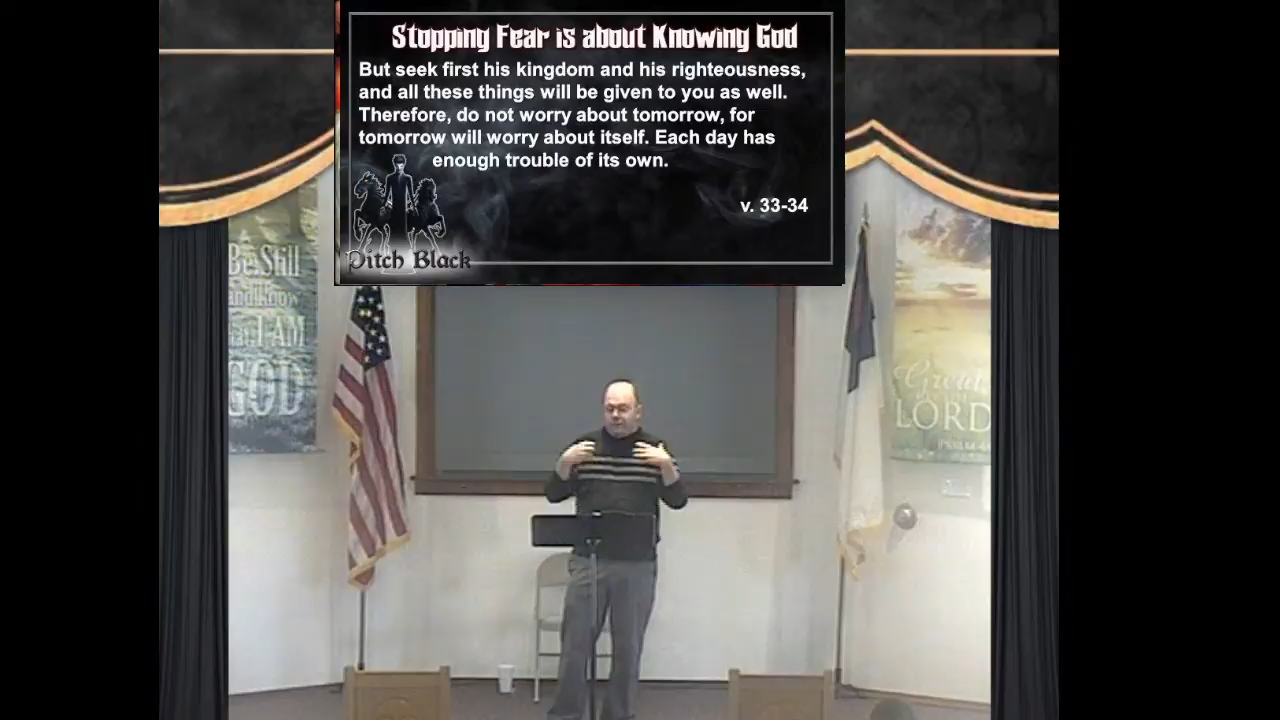 Stopping Fear is about Knowing God
But seek first his kingdom and his righteousness,
and all these things will be given to you as well.
Therefore, do not worry about tomorrow, for
tomorrow will worry about itself. Each day has
enough trouble of its own.
v. 33-34
Pitch Black
Be Still
and Know
that I AM
GOD
Great
LORD